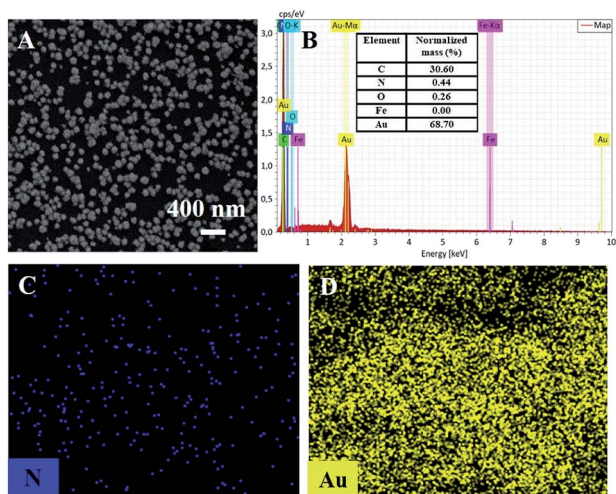 A
400 nm
B
cps/eV
O-K
Au-Mα
Fe-Kα
Map
Element Normalized mass (%)
C 30.60
N 0.44
O 0.26
Fe 0.00
Au 68.70
3,0
2,5
2,0
1,5
1,0
0,5
0,0
Au
O
N
C
Fe
Au
Fe
Au
1 2 3 4 5 6 7 8 9 10
Energy [keV]
C
N
D
Au